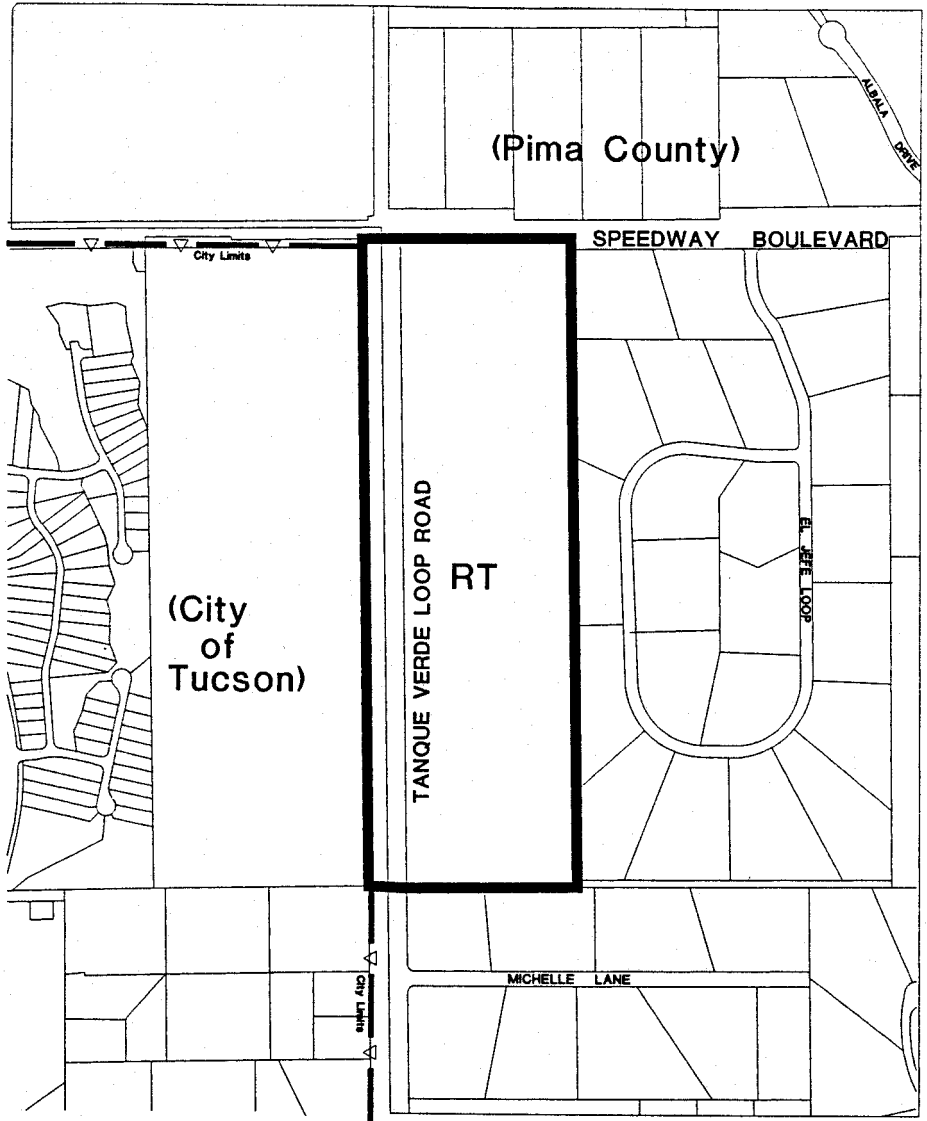 ALBALA
DRIVE
(Pima County)
SPEEDWAY BOULEVARD
City Limits
TANQUE VERDE LOOP ROAD
RT
EL JEFE LOOP
(City
of
Tucson)
MICHELLE LANE
City Limits